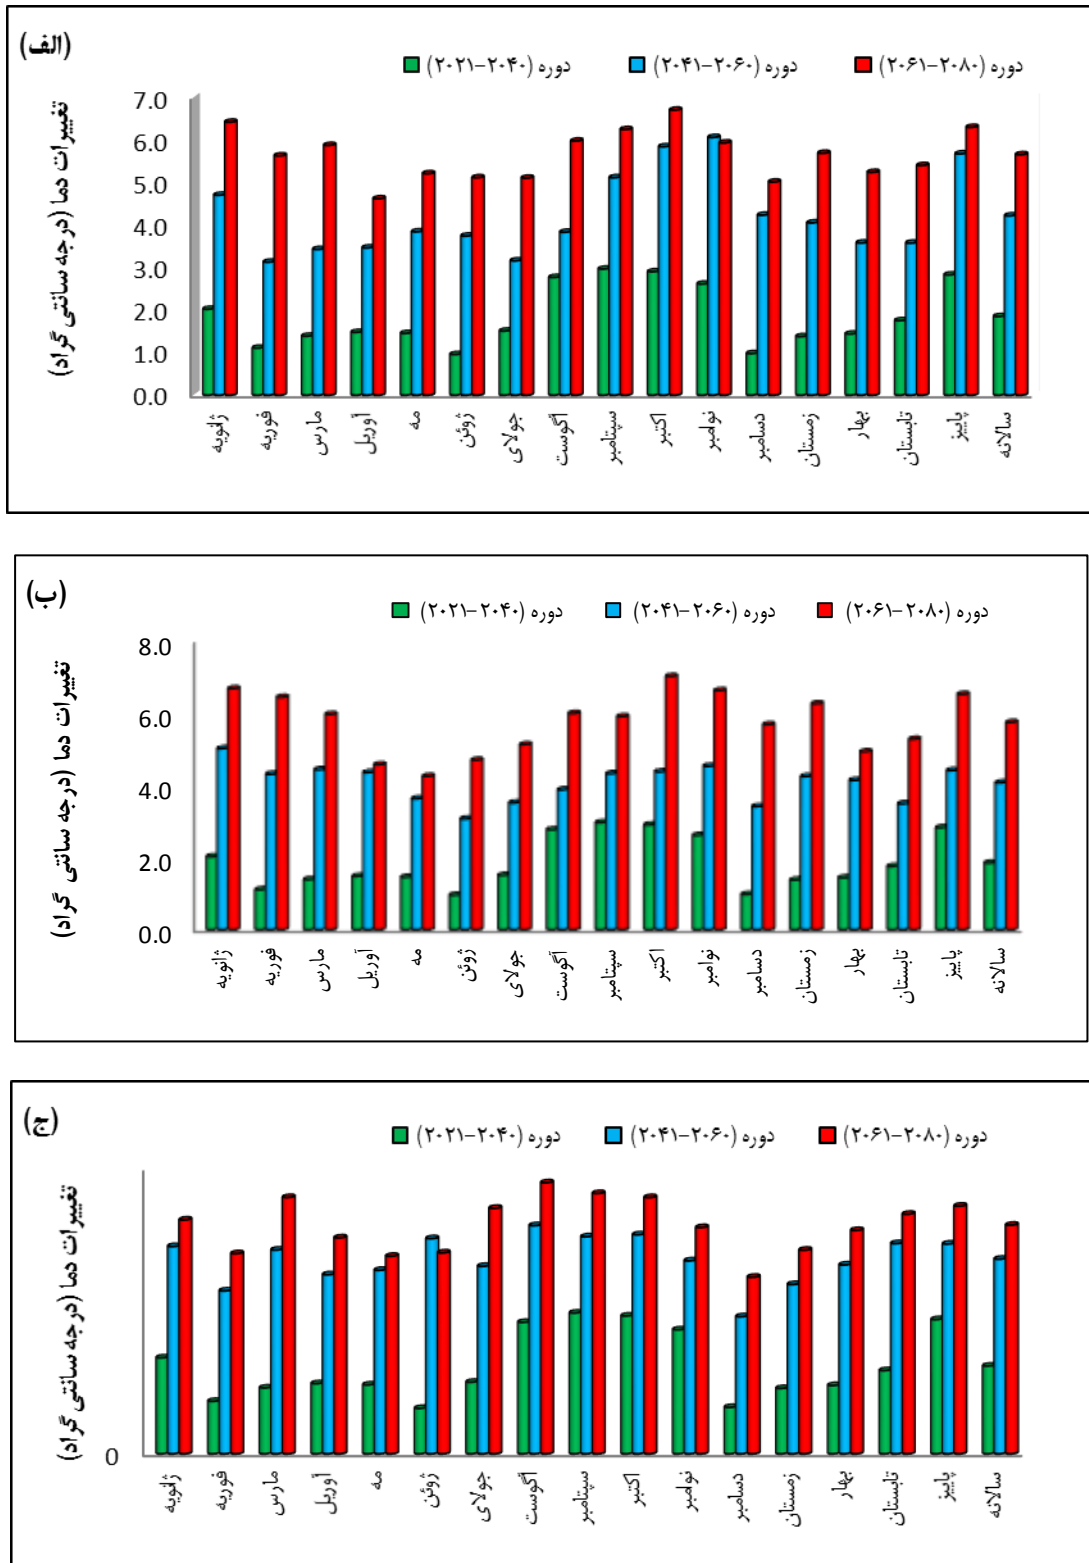 (الف)
دوره (۲۰۲۱-۲۰۴۰) دوره (۲۰۴۱-۲۰۶۰) دوره (۲۰۶۱-۲۰۸۰)
تغییرات دما (درجه سانتی گراد)
7.0
6.0
5.0
4.0
3.0
2.0
1.0
0.0
ژانویه فوریه مارس آوریل مه ژوئن جولای آگوست سپتامبر اکتبر نوامبر دسامبر زمستان بهار تابستان پاییز سالانه
(ب)
دوره (۲۰۲۱-۲۰۴۰) دوره (۲۰۴۱-۲۰۶۰) دوره (۲۰۶۱-۲۰۸۰)
تغییرات دما (درجه سانتی گراد)
8.0
6.0
4.0
2.0
0.0
ژانویه فوریه مارس آوریل مه ژوئن جولای آگوست سپتامبر اکتبر نوامبر دسامبر زمستان بهار تابستان پاییز سالانه
(ج)
دوره (۲۰۲۱-۲۰۴۰) دوره (۲۰۴۱-۲۰۶۰) دوره (۲۰۶۱-۲۰۸۰)
تغییرات دما (درجه سانتی گراد)
0
ژانویه فوریه مارس آوریل مه ژوئن جولای آگوست سپتامبر اکتبر نوامبر دسامبر زمستان بهار تابستان پاییز سالانه